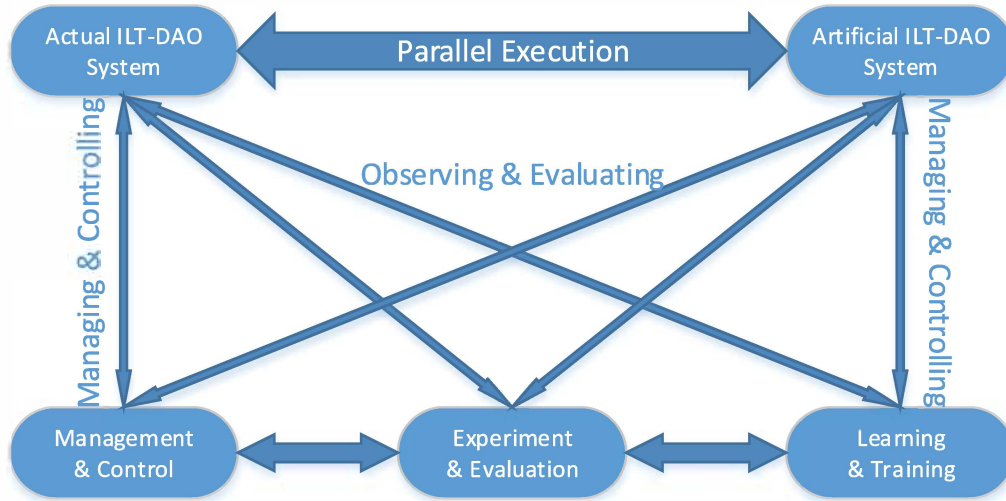 Actual ILT-DAO
System
Parallel Execution
Artificial ILT-DAO
System
Managing & Controlling
Observing & Evaluating
Managing & Controlling
Management
& Control
Experiment
& Evaluation
Learning
& Training